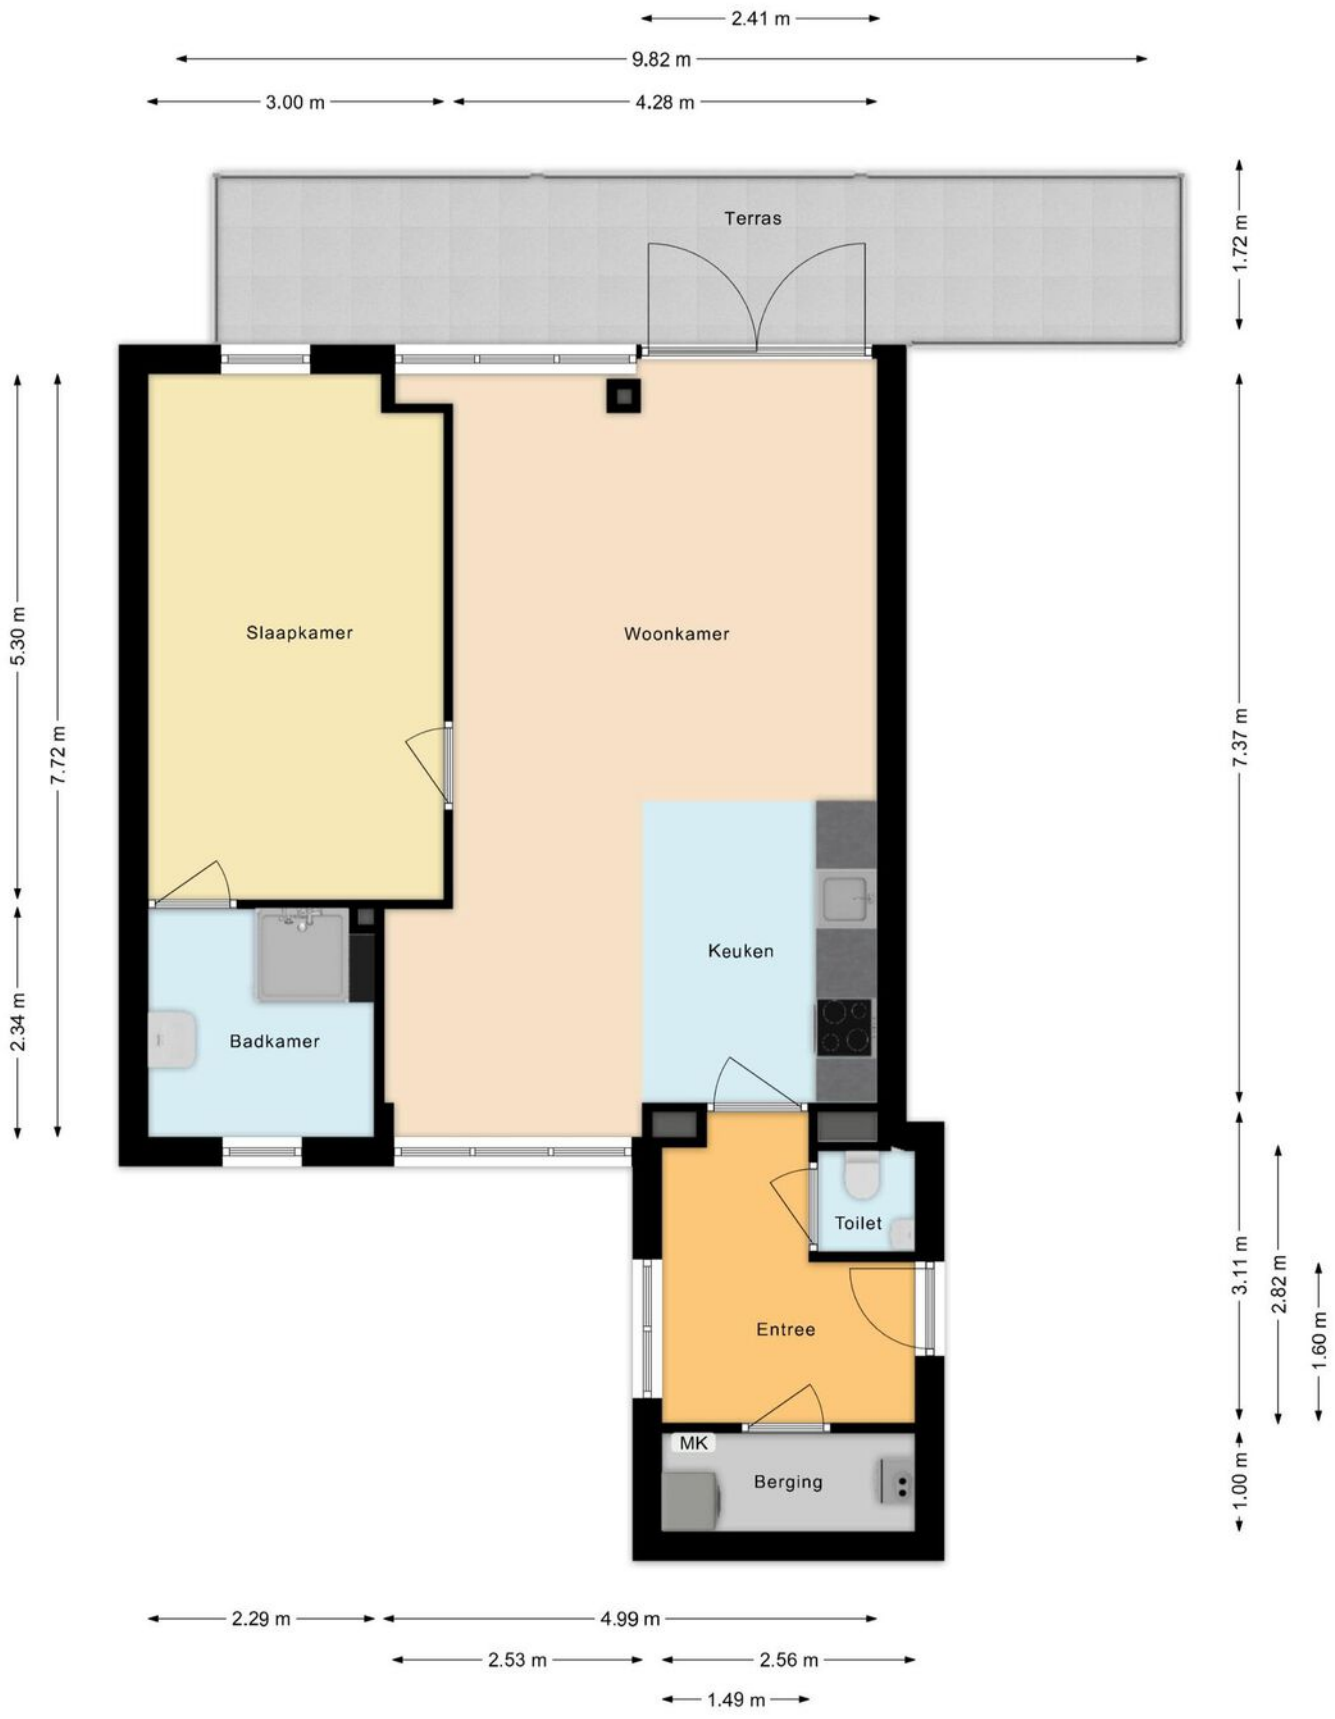 2.41 m
9.82 m
3.00 m
4.28 m
Terras
1.72 m
5.30 m
7.72 m
Slaapkamer
Woonkamer
7.37 m
Keuken
2.34 m
Badkamer
Toilet
3.11 m
2.82 m
1.60 m
Entree
MK
Berging
1.00 m
2.29 m
4.99 m
2.53 m
2.56 m
1.49 m